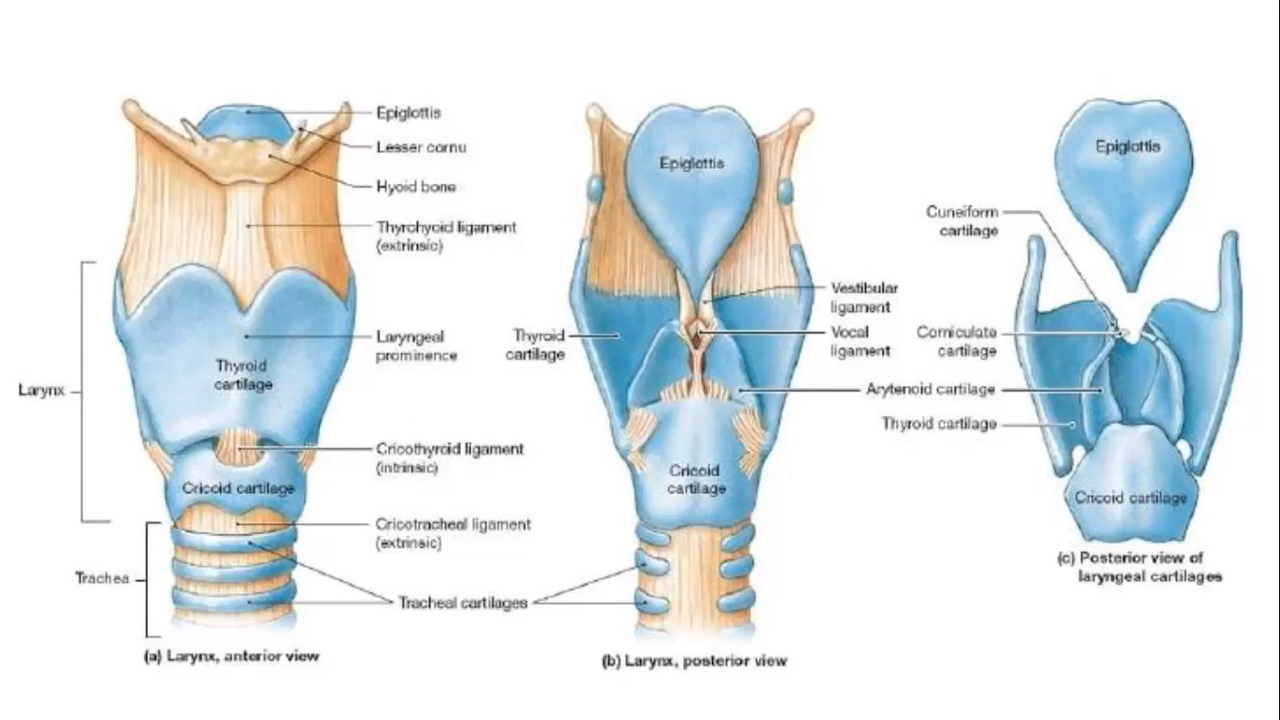 Epiglottis
Lesser cornu
Hyoid bone
Thyrohyoid ligament
(extrinsic)
Larynx
Laryngeal
prominence
Thyroid
cartilage
Cricothyroid ligament
(intrinsic)
Cricoid cartilage
Cricotracheal ligament
(extrinsic)
Trachea
Tracheal cartilages
(a) Larynx, anterior view
Epiglottis
Vestibular
ligament
Thyroid
cartilage
Vocal
ligament
Arytenoid cartilage
Cricoid
cartilage
(b) Larynx, posterior view
Epiglottis
Cuneiform
cartilage
Corniculate
cartilage
Thyroid cartilage
Cricoid cartilage
(c) Posterior view of
laryngeal cartilages